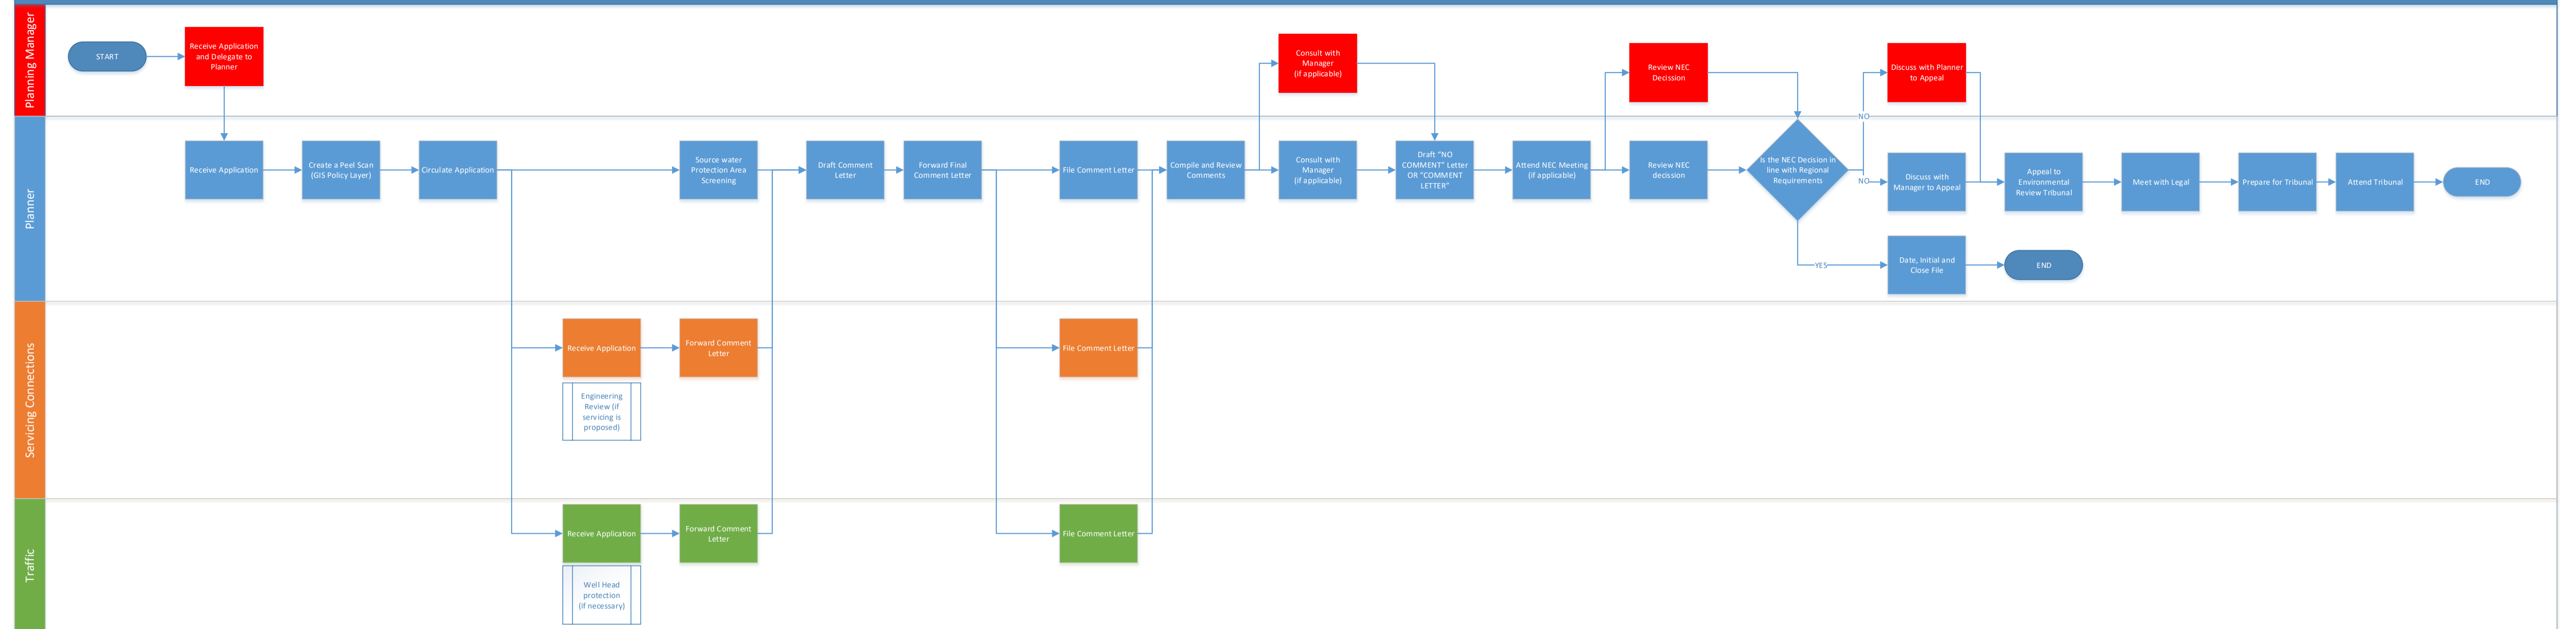 Planning Manager
START
Receive Application
and Delegate to
Planner
Consult with
Manager
(if applicable)
Review NEC
Decission
Discuss with Planner
to Appeal
NO
Planner
Receive Application
Create a Peel Scan
(GIS Policy Layer)
Circulate Application
Source water
Protection Area
Screening
Draft Comment
Letter
Forward Final
Comment Letter
File Comment Letter
Compile and Review
Comments
Consult with
Manager
(if applicable)
Draft “NO
COMMENT” Letter
OR “COMMENT
LETTER”
Attend NEC Meeting
(if applicable)
Review NEC
decission
Is the NEC Decision in
line with Regional
Requirements
NO
Discuss with
Manager to Appeal
Appeal to
Environmental
Review Tribunal
Meet with Legal
Prepare for Tribunal
Attend Tribunal
END
YES
Date, Initial and
Close File
END
Servicing Connections
Receive Application
Forward Comment
Letter
File Comment Letter
Engineering
Review (if
servicing is
proposed)
Traffic
Receive Application
Forward Comment
Letter
File Comment Letter
Well Head
protection
(if necessary)